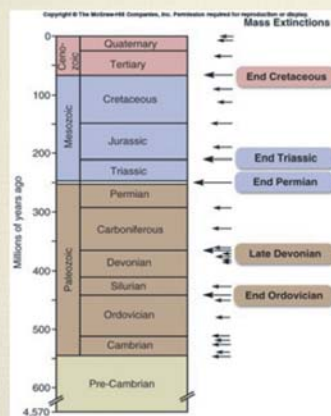 Copyright © The McGraw-Hill Companies, Inc. Permission required for reproduction or display.
Mass Extinctions
0
100
200
300
400
500
600
4,570
Millions of years ago
Cenozoic
Mesozoic
Paleozoic
Quaternary
Tertiary
Cretaceous
Jurassic
Triassic
Permian
Carboniferous
Devonian
Silurian
Ordovician
Cambrian
Pre-Cambrian
End Cretaceous
End Triassic
End Permian
Late Devonian
End Ordovician